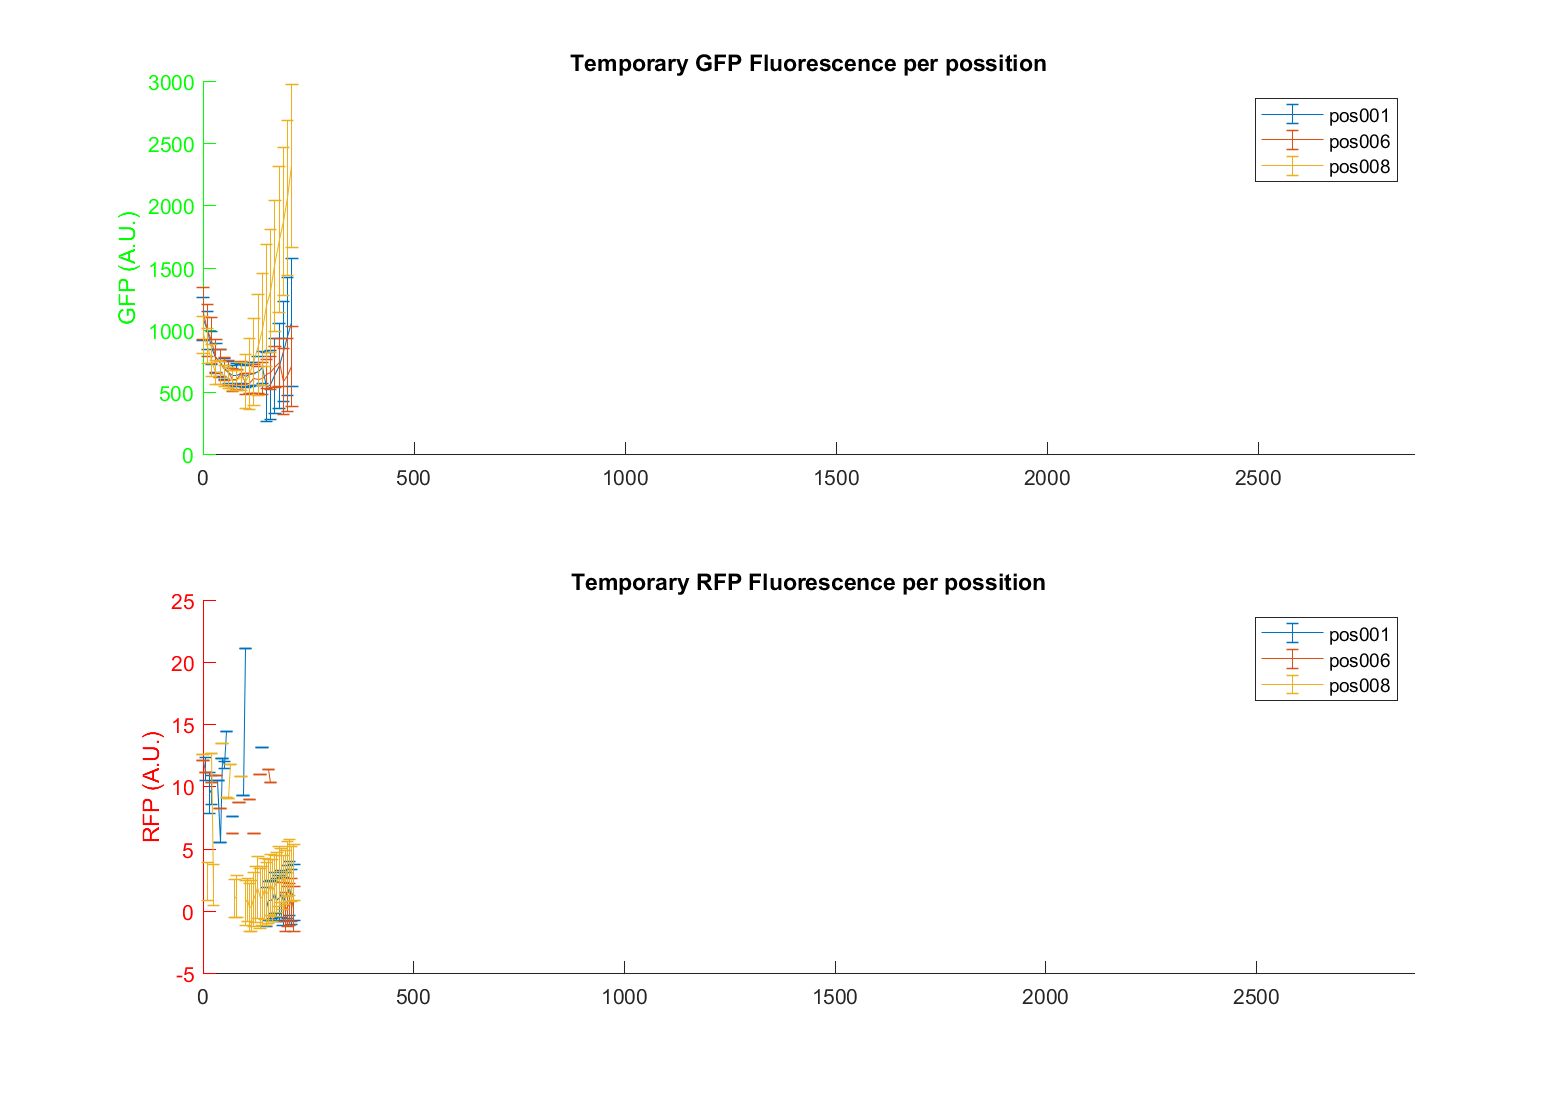 Temporary GFP Fluorescence per possition
3000
2500
2000
1500
1000
500
0
GFP (A.U.)
pos001
pos006
pos008
0 500 1000 1500 2000 2500
Temporary RFP Fluorescence per possition
25
20
15
10
5
0
-5
RFP (A.U.)
pos001
pos006
pos008
0 500 1000 1500 2000 2500